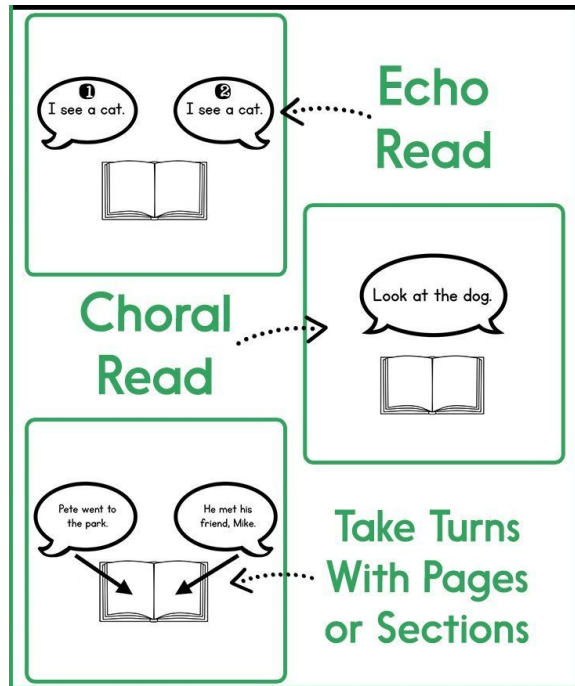 1
I see a cat.
2
I see a cat.
Echo
Read
Choral
Read
Look at the dog.
Pete went to
the park.
He met his
friend, Mike.
Take Turns
With Pages
or Sections